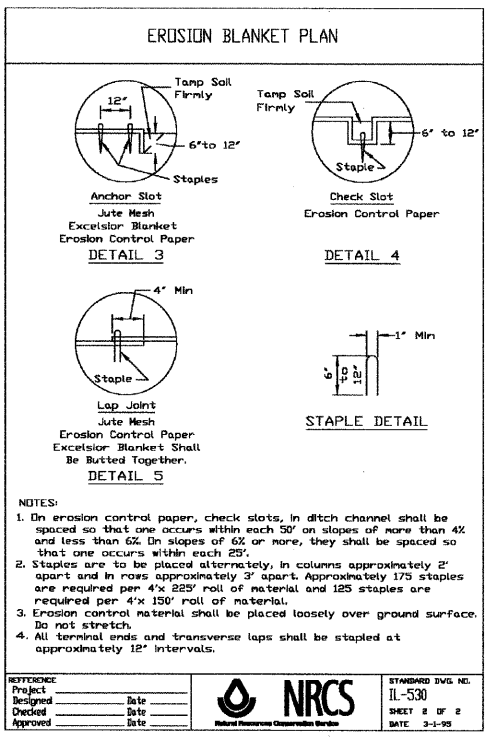 EROSION BLANKET PLAN
Tamp Soil
Firmly
12"
6"to 12"
Staples
Anchor Slot
Jute Mesh
Excelsior Blanket
Erosion Control Paper
DETAIL 3
Tamp Soil
Firmly
6" to 12"
Staple
Check Slot
Erosion Control Paper
DETAIL 4
4" Min
Staple
Lap Joint
Jute Mesh
Erosion Control Paper
Excelsior Blanket Shall
Be Butted Together.
DETAIL 5
1" Min
6"
to
12"
STAPLE DETAIL
NOTES:
1. On erosion control paper, check slots, in ditch channel shall be
spaced so that one occurs within each 50' on slopes of more than 4%
and less than 6%. On slopes of 6% or more, they shall be spaced so
that one occurs within each 25'.
2. Staples are to be placed alternately, in columns approximately 2'
apart and in rows approximately 3' apart. Approximately 175 staples
are required per 4'x 225' roll of material and 125 staples are
required per 4'x 150' roll of material.
3. Erosion control material shall be placed loosely over ground surface.
Do not stretch.
4. All terminal ends and transverse laps shall be stapled at
approximately 12" intervals.
REFERENCE
Project
Designed Date
Checked Date
Approved Date
NRCS
Natural Resources Conservation Service
STANDARD DWG. NO.
IL-530
SHEET 2 OF 2
DATE 3-1-95